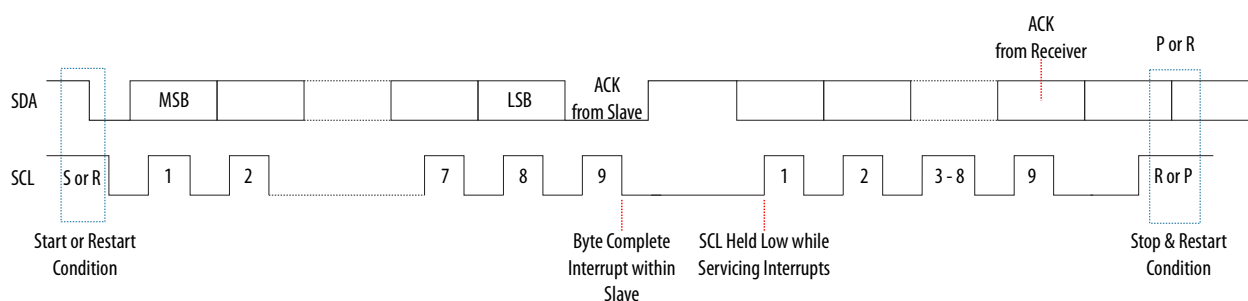 ACK
from Receiver
P or R
SDA
MSB
LSB
ACK
from Slave
SCL
S or R
1
2
7
8
9
1
2
3 - 8
9
R or P
Start or Restart
Condition
Byte Complete
Interrupt within
Slave
SCL Held Low while
Servicing Interrupts
Stop & Restart
Condition